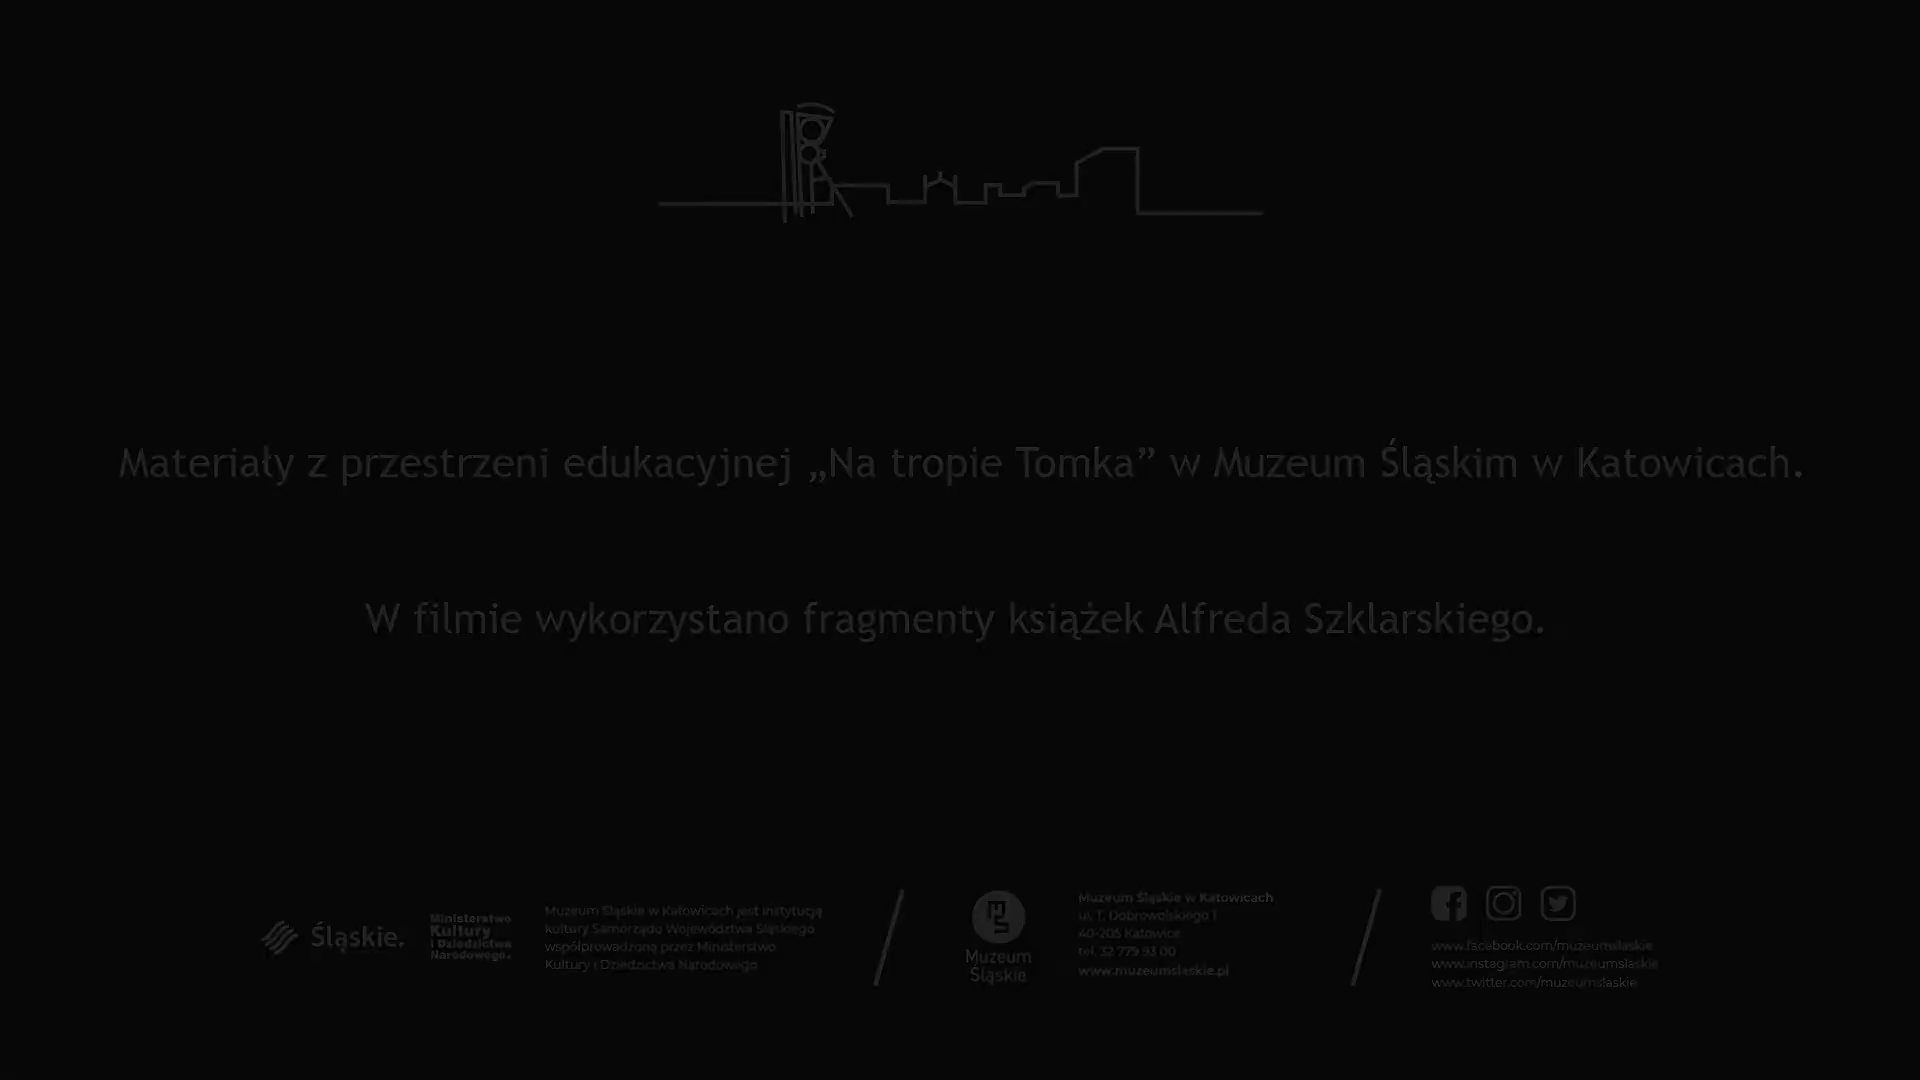 Materiały z przestrzeni edukacyjnej „Na tropie Tomka” w Muzeum Śląskim w Katowicach.
W filmie wykorzystano fragmenty książek Alfreda Szklarskiego.
Śląskie.
Ministerstwo
Kultury
i Dziedzictwa
Narodowego.
Muzeum Śląskie w Katowicach jest instytucją
kultury Samorządu Województwa Śląskiego
współprowadzoną przez Ministerstwo
Kultury i Dziedzictwa Narodowego
Muzeum
Śląskie
Muzeum Śląskie w Katowicach
ul. T. Dobrowolskiego 1
40-205 Katowice
tel. 32 779 93 00
www.muzeumslaskie.pl
www.facebook.com/muzeumslaskie
www.instagram.com/muzeumslaskie
www.twitter.com/muzeumslaskie